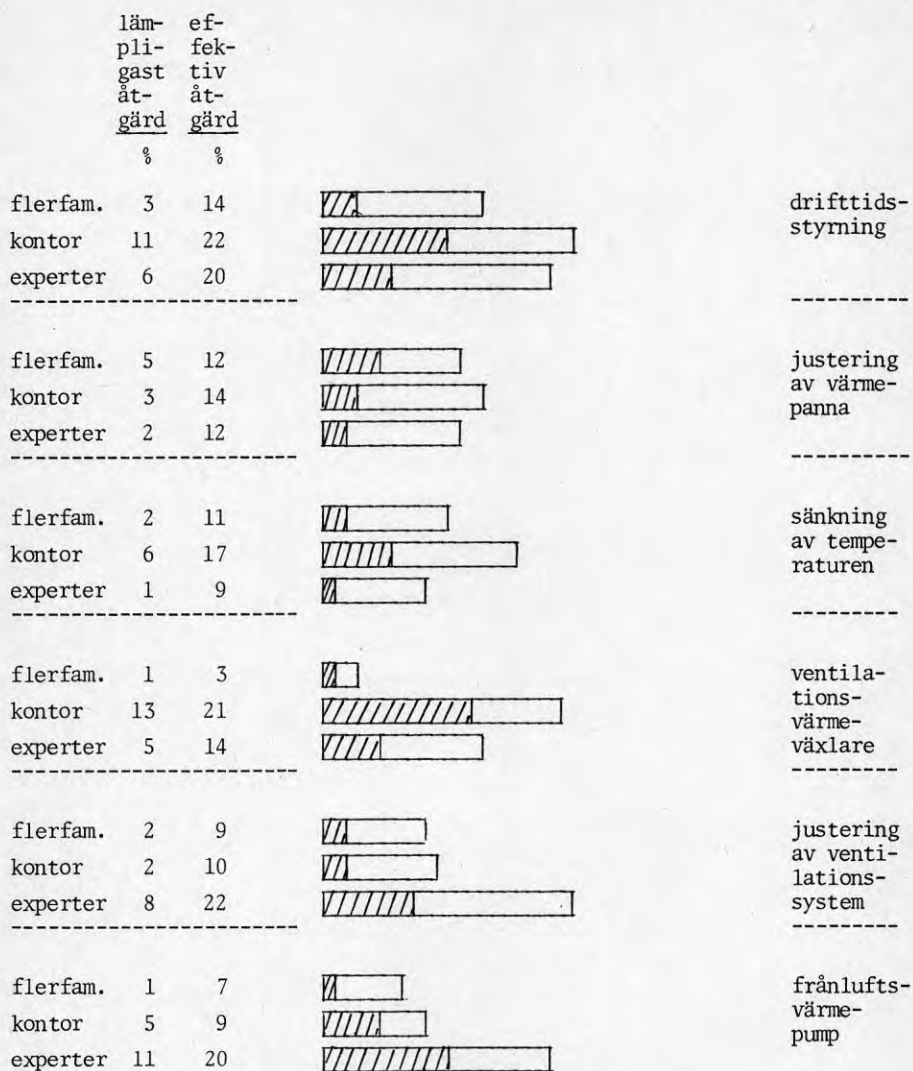 läm- ef-
pli- fek-
gast tiv
åt- åt-
gärd gärd
% %
flerfam. 3 14 drifttids-
kontor 11 22 styrning
experter 6 20
flerfam. 5 12 justering
kontor 3 14 av värme-
experter 2 12 panna
flerfam. 2 11 sänkning
kontor 6 17 av tempe-
experter 1 9 raturen
flerfam. 1 3 ventila-
kontor 13 21 tions-
experter 5 14 värme-
växlare
flerfam. 2 9 justering
kontor 2 10 av venti-
experter 8 22 lations-
system
flerfam. 1 7 frånlufts-
kontor 5 9 värme-
experter 11 20 pump